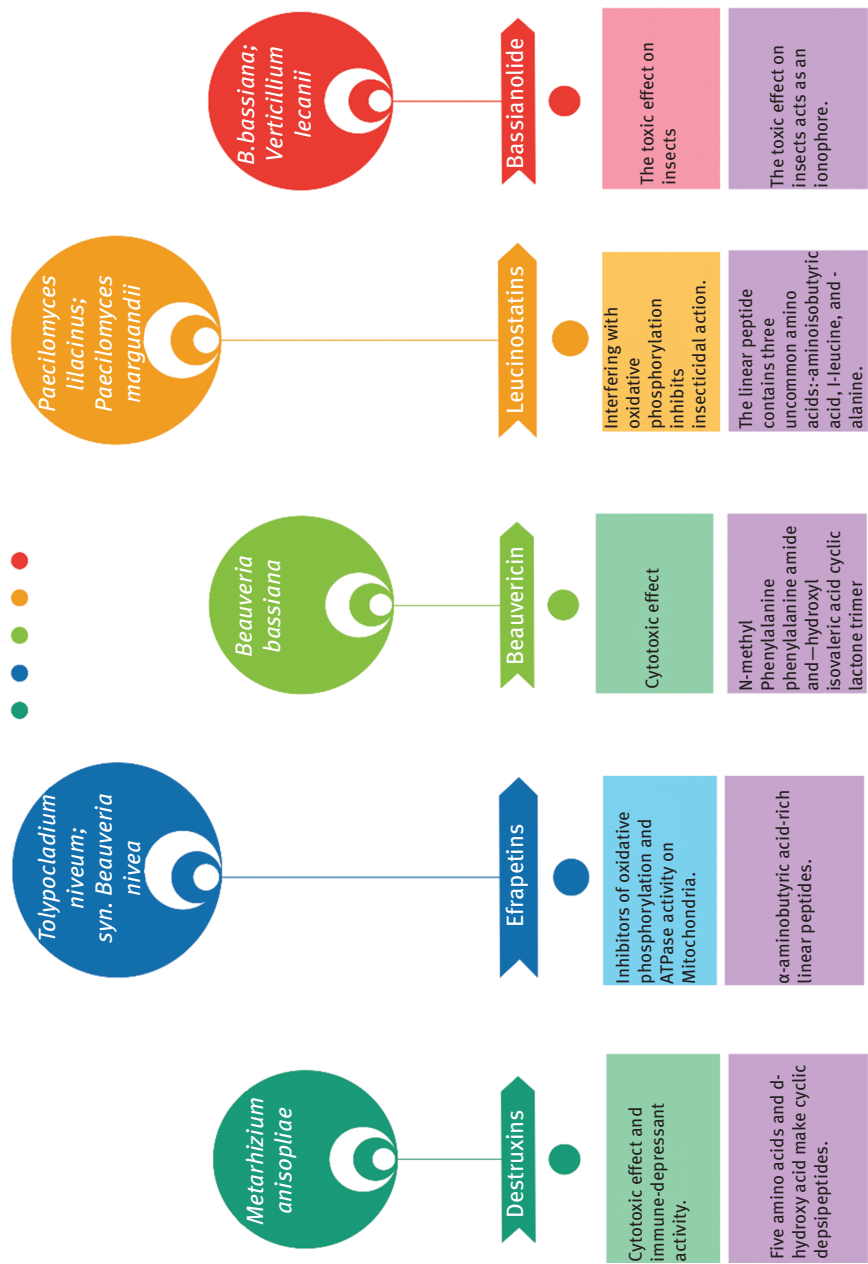 Metarhizium
anisopliae
Destruxins
Cytotoxic effect and
immune-depressant
activity.
Five amino acids and d-
hydroxy acid make cyclic
depsipeptides.
Tolypocladium
niveum;
syn. Beauveria
nivea
Efrapetins
Inhibitors of oxidative
phosphorylation and
ATPase activity on
Mitochondria.
α-aminobutyric acid-rich
linear peptides.
Beauveria
bassiana
Beauvericin
Cytotoxic effect
N-methyl
Phenylalanine
phenylalanine amide
and—hydroxyl
isovaleric acid cyclic
lactone trimer
Paecilomyces
lilacinus;
Paecilomyces
marguandii
Leucinostatins
Interfering with
oxidative
phosphorylation
inhibits
insecticidal action.
The linear peptide
contains three
uncommon amino
acids:-aminoisobutyric
acid, l-leucine, and -
alanine.
B.bassiana;
Verticillium
lecanii
Bassianolide
The toxic effect on
insects
The toxic effect on
insects acts as an
ionophore.